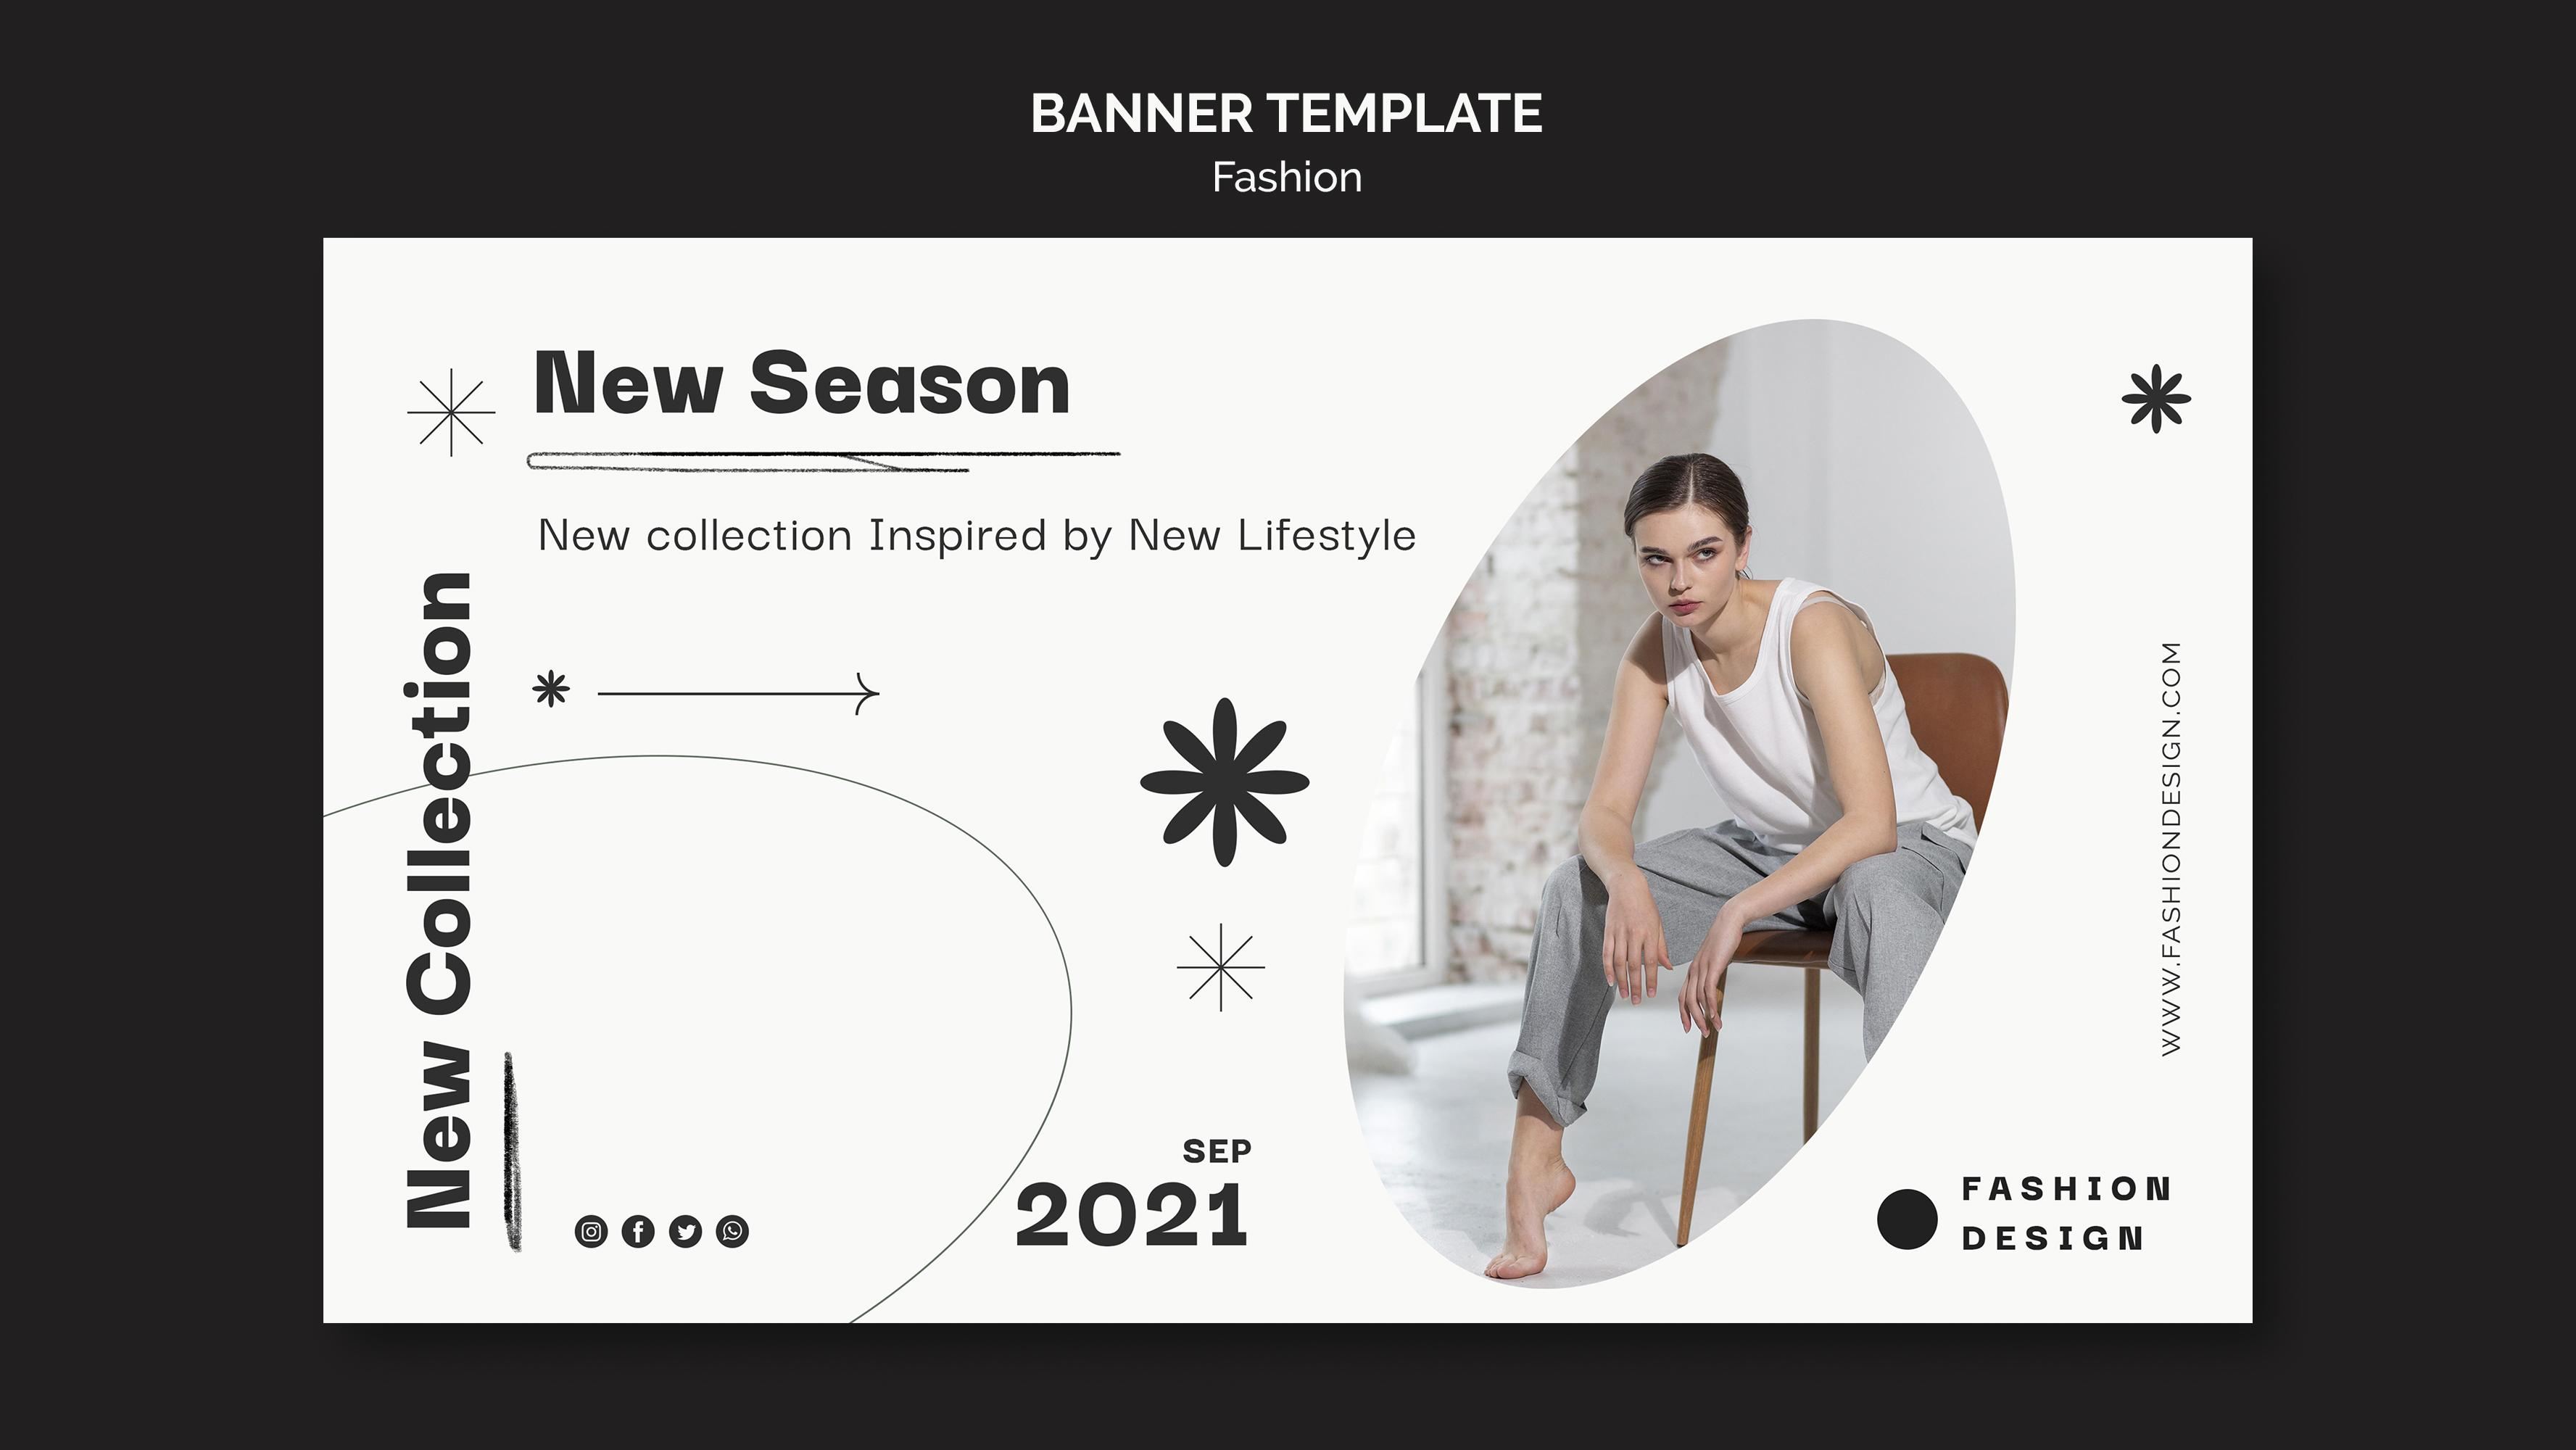 BANNER TEMPLATE
Fashion
New Season
New collection Inspired by New Lifestyle
New Collection
SEP
2021
WWW.FASHIONDESIGN.COM
FASHION
DESIGN